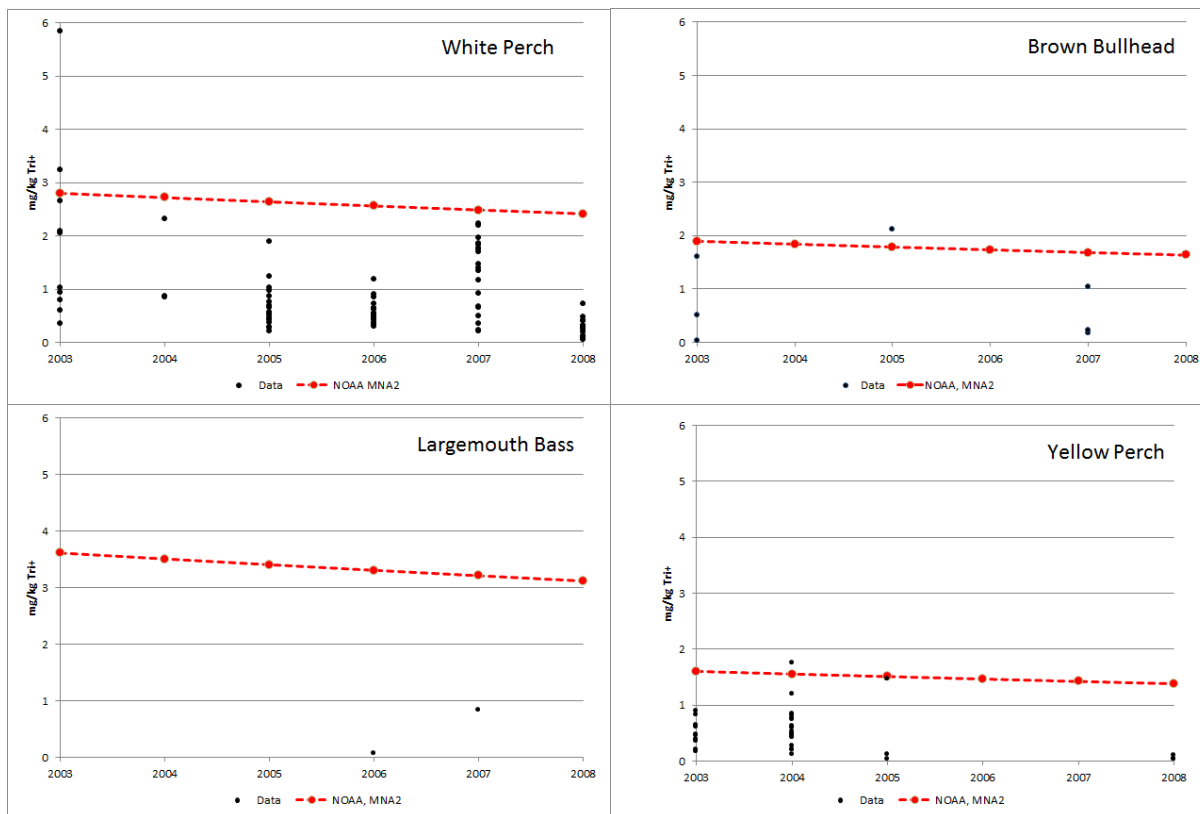 White Perch
mg/kg Tri+
6
5
4
3
2
1
0
2003 2004 2005 2006 2007 2008
Data NOAA MNA2
Brown Bullhead
mg/kg Tri+
6
5
4
3
2
1
0
2003 2004 2005 2006 2007 2008
Data NOAA, MNA2
Largemouth Bass
mg/kg Tri+
6
5
4
3
2
1
0
2003 2004 2005 2006 2007 2008
Data NOAA, MNA2
Yellow Perch
mg/kg Tri+
6
5
4
3
2
1
0
2003 2004 2005 2006 2007 2008
Data NOAA, MNA2